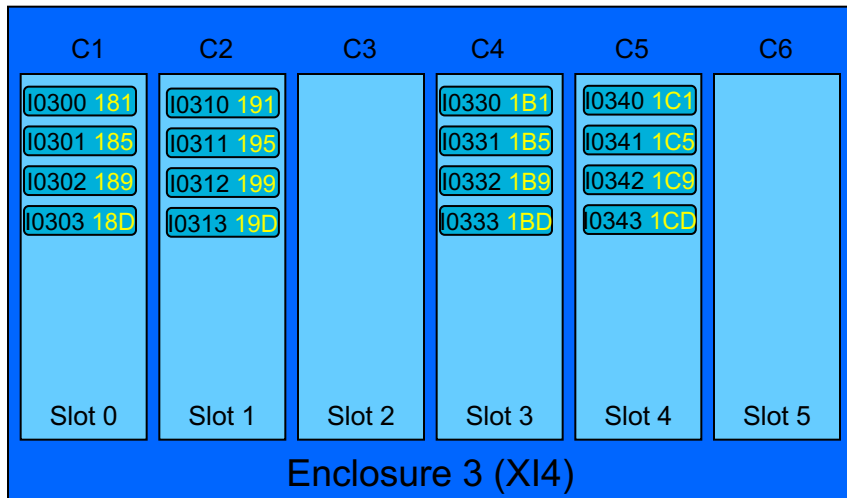 C1 C2 C3 C4 C5 C6
I0300 181
I0301 185
I0302 189
I0303 18D
Slot 0
I0310 191
I0311 195
I0312 199
I0313 19D
Slot 1
Slot 2
I0330 1B1
I0331 1B5
I0332 1B9
I0333 1BD
Slot 3
I0340 1C1
I0341 1C5
I0342 1C9
I0343 1CD
Slot 4
Slot 5
Enclosure 3 (XI4)